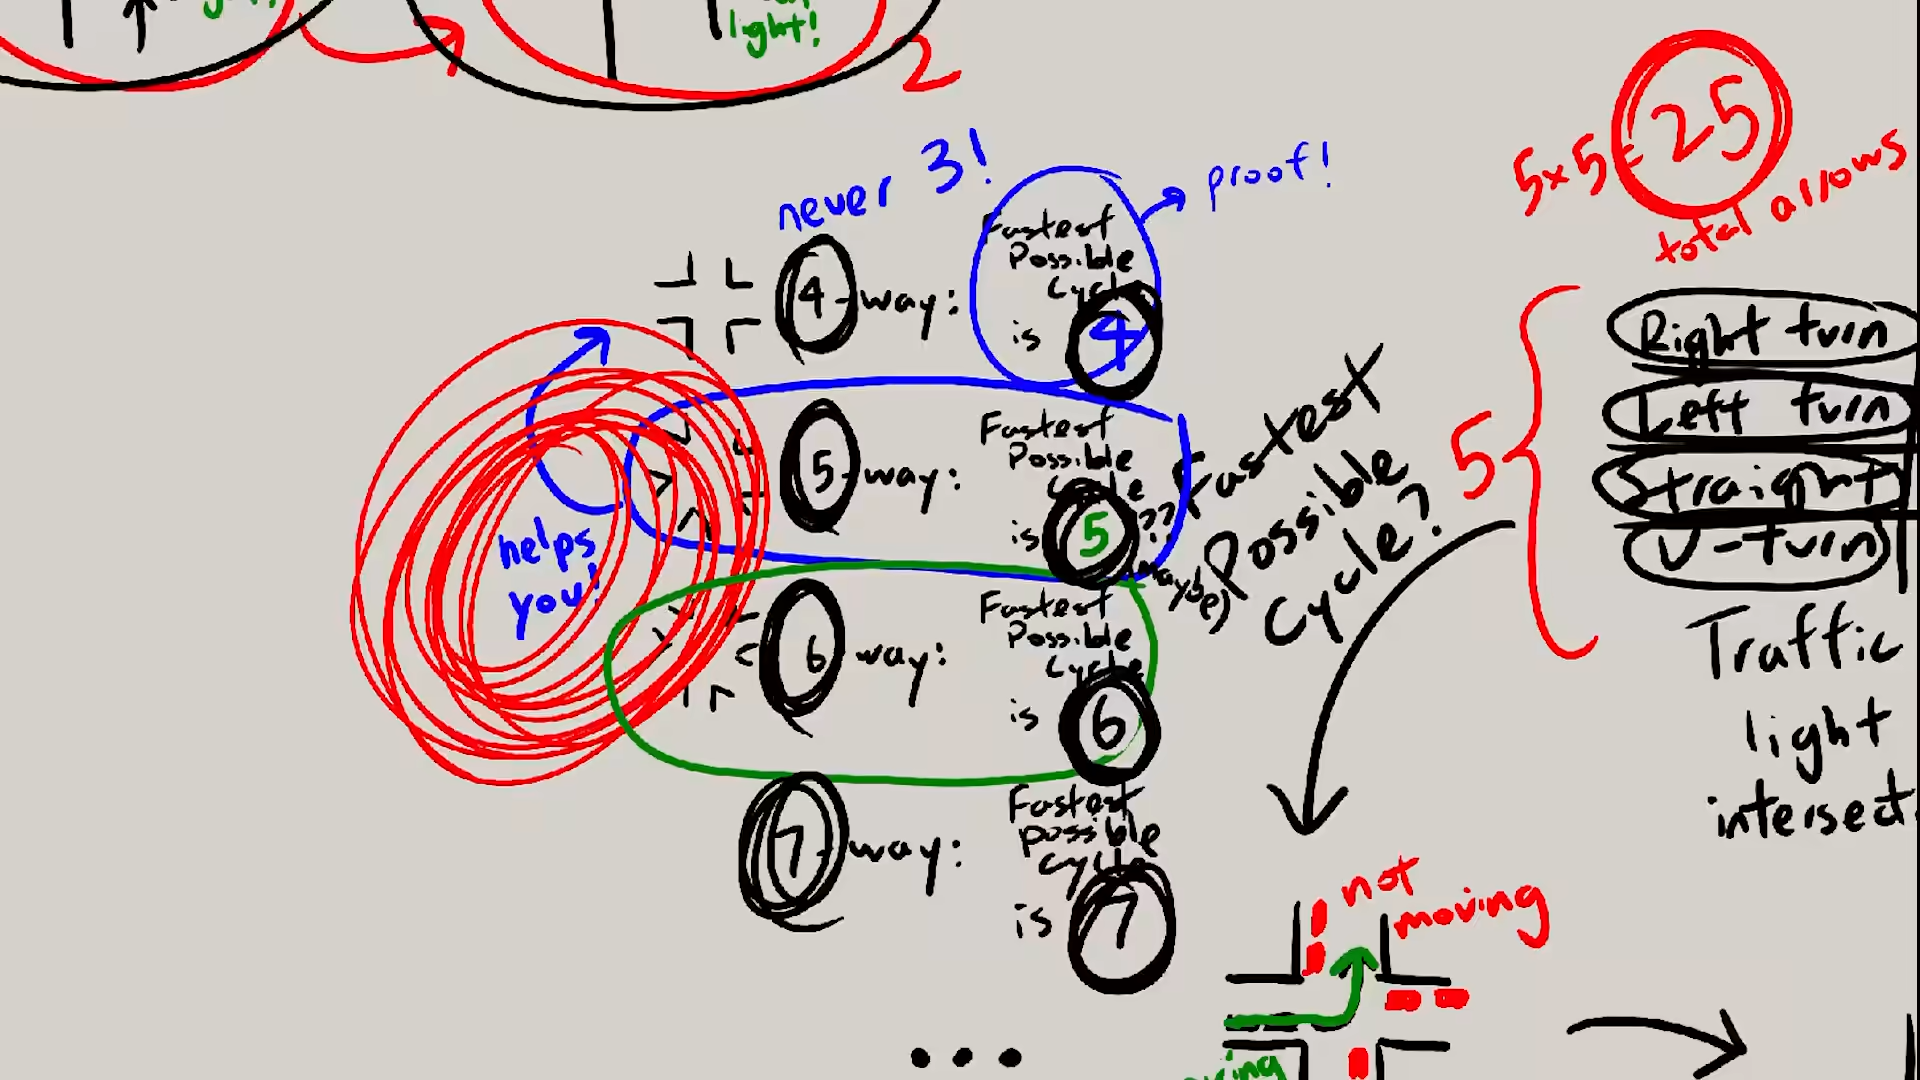 light!
2
never 3!
proof!
4-way:
Fastest
Possible
Cycle
is 4
5-way:
Fastest
Possible
Cycle
is 5??
(maybe)
Fastest
Possible
Cycle?
helps
you!
6 way:
Fastest
Possible
Cycle
is 6
7-way:
Fastest
possible
cycle
is 7
...
5x5=25
total arrows
5
Right turn
Left turn
Straight
U-turn
Traffic
light
intersect
not
moving